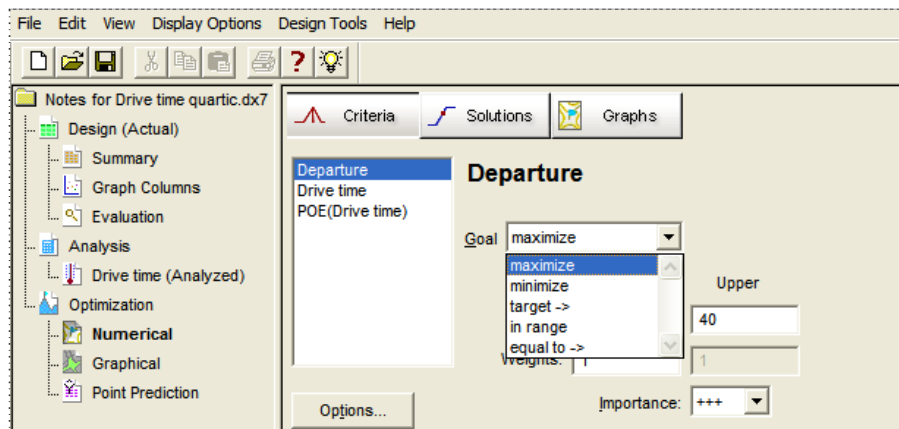 File Edit View Display Options Design Tools Help
Notes for Drive time quartic.dx7
Design (Actual)
Summary
Graph Columns
Evaluation
Analysis
Drive time (Analyzed)
Optimization
Numerical
Graphical
Point Prediction
Criteria Solutions Graphs
Departure
Drive time
POE(Drive time)
Options...
Departure
Goal maximize
maximize
minimize
target ->
in range
equal to ->
Upper
40
Weights: 1 1
Importance: +++